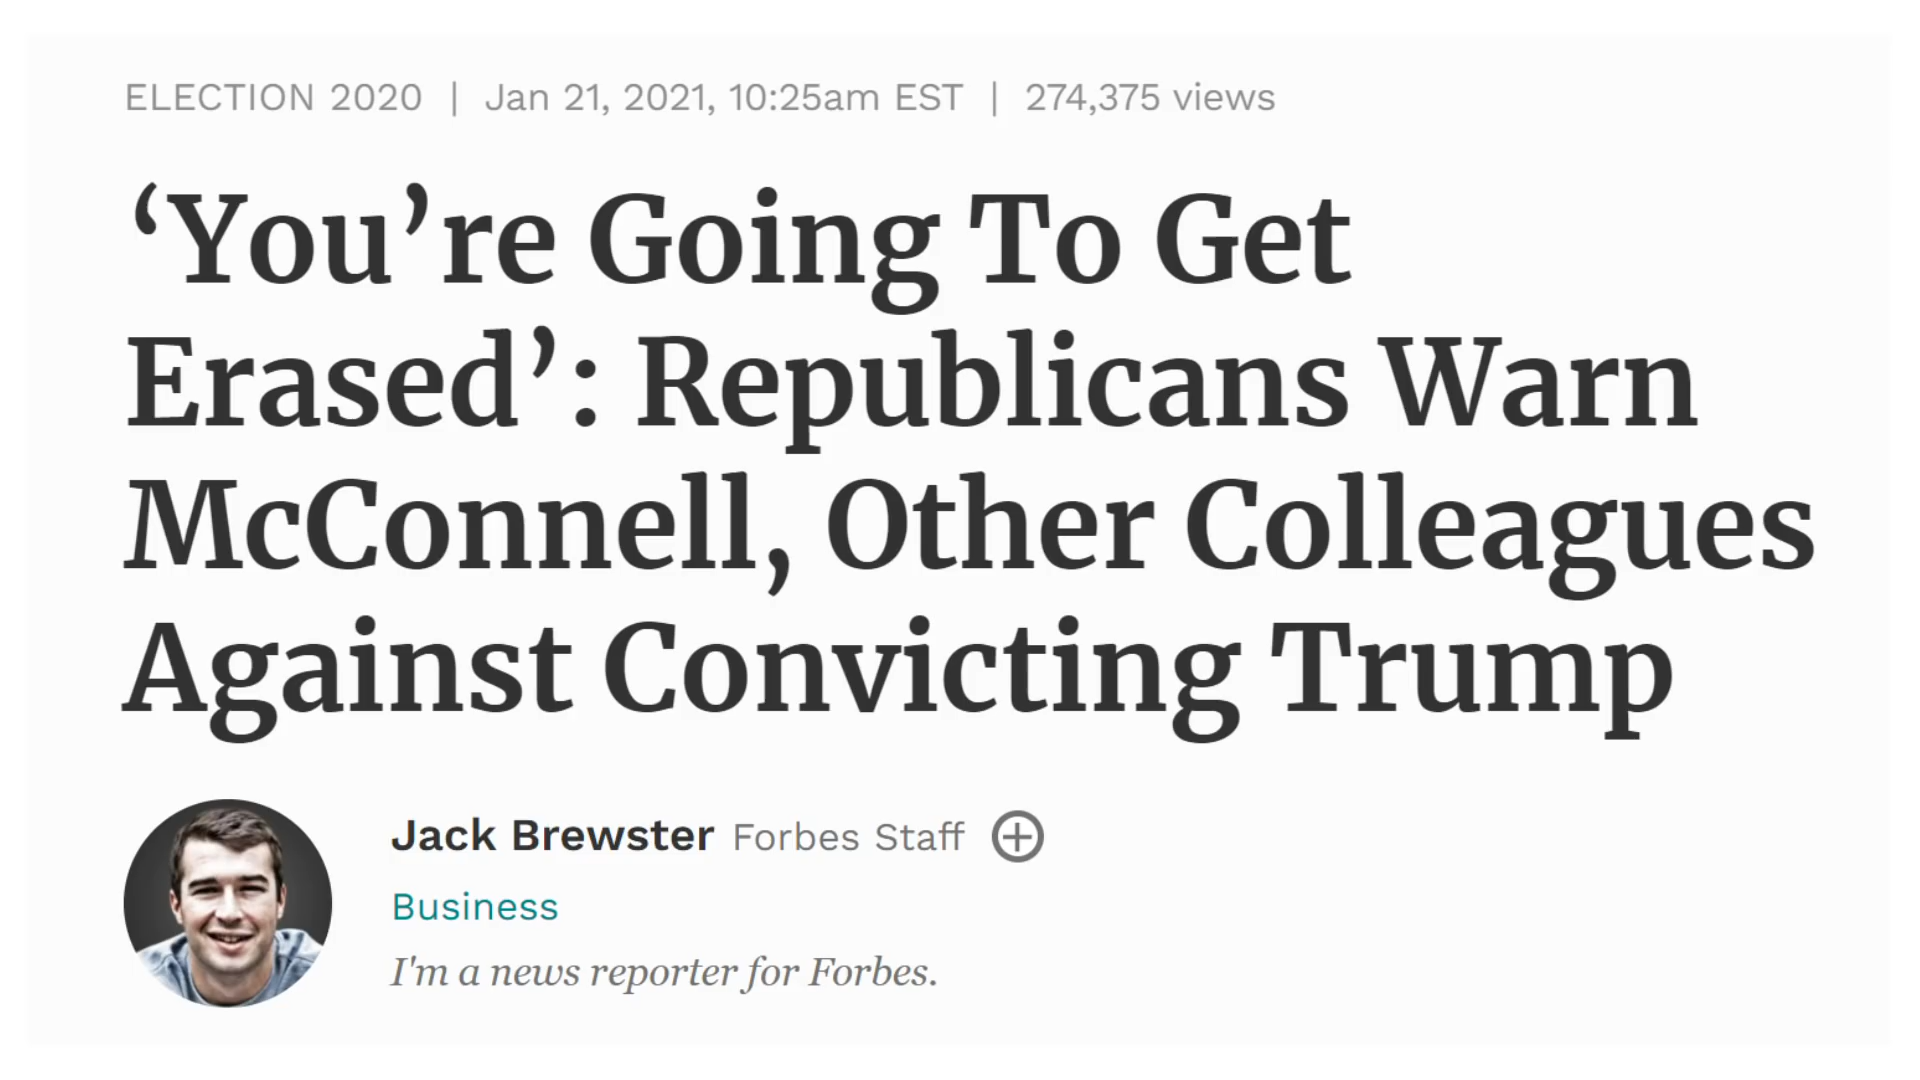 ELECTION 2020 | Jan 21, 2021, 10:25am EST | 274,375 views
‘You’re Going To Get
Erased’: Republicans Warn
McConnell, Other Colleagues
Against Convicting Trump
Jack Brewster Forbes Staff
Business
I'm a news reporter for Forbes.